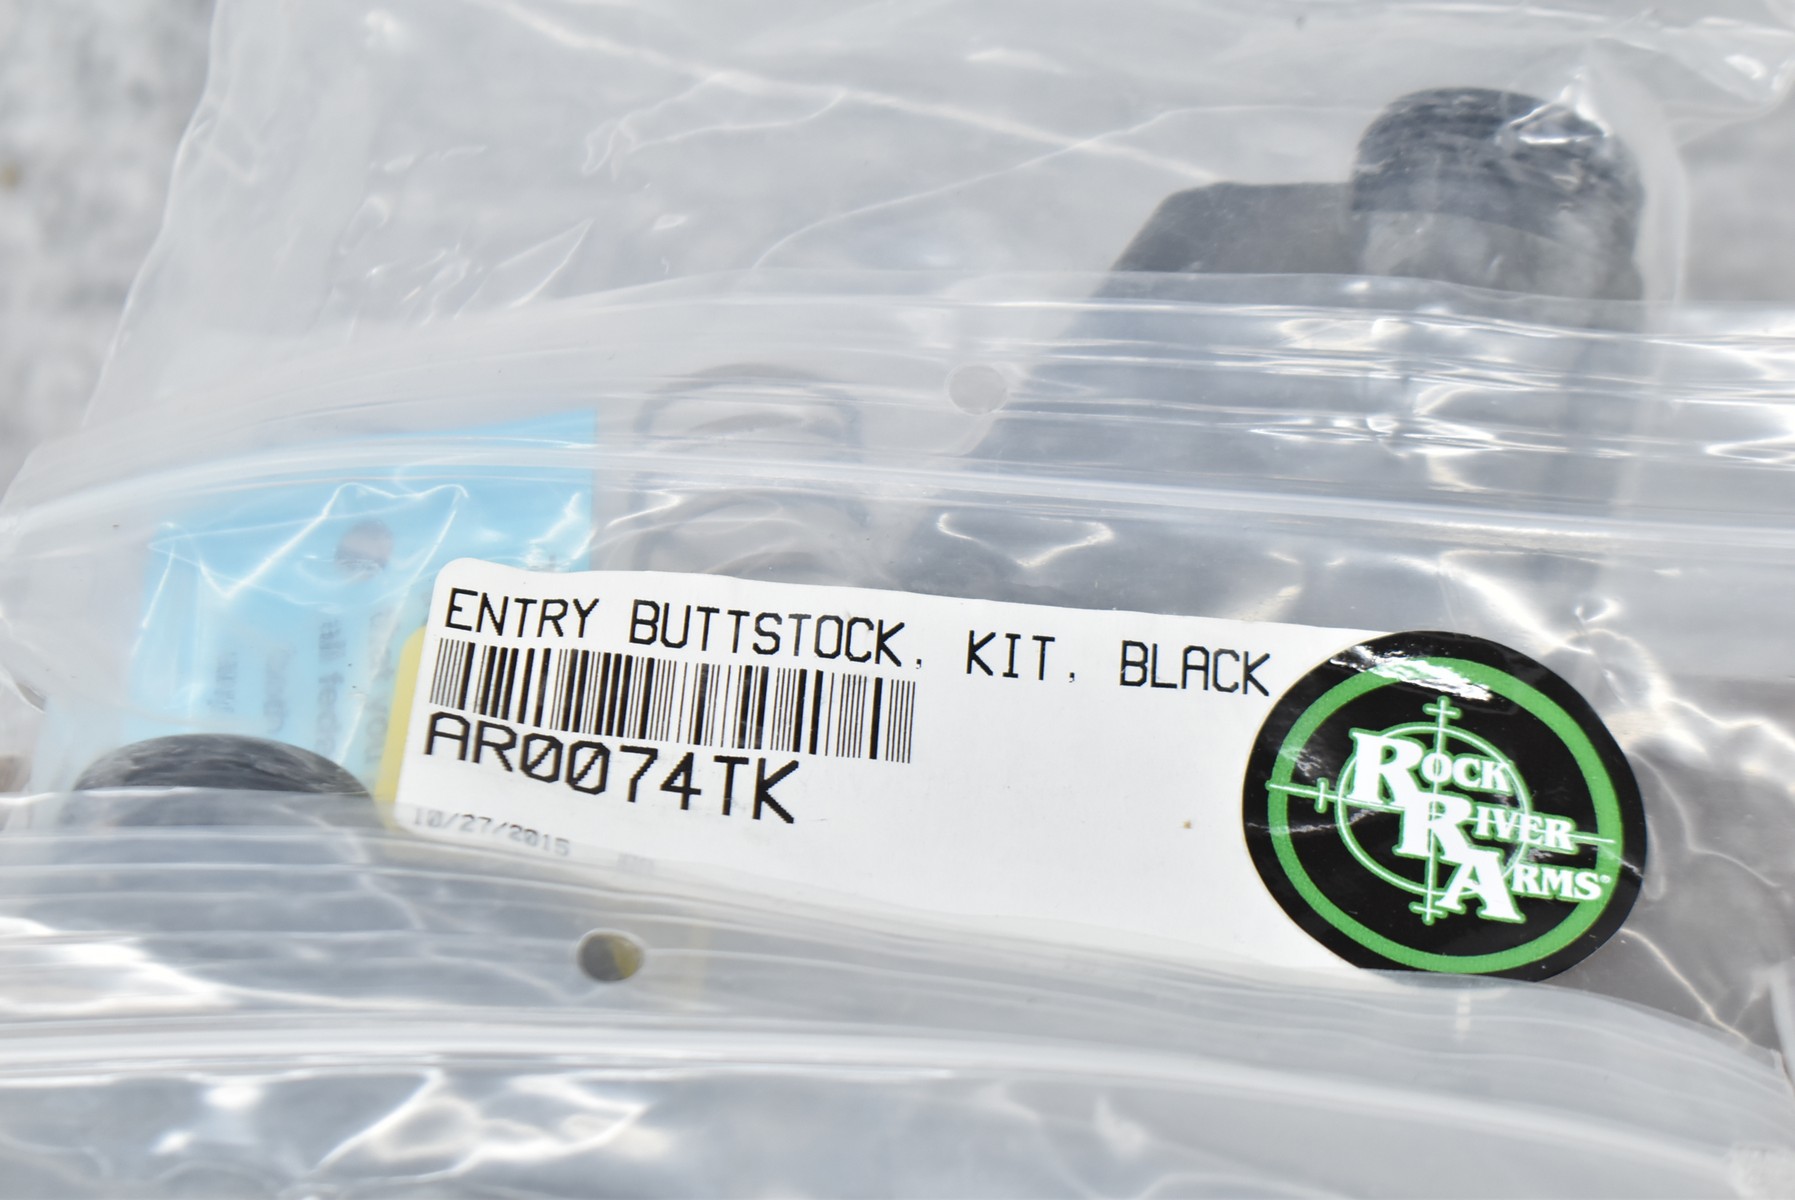 ENTRY BUTTSTOCK, KIT, BLACK
AR0074TK
10/27/2015
ROCK
RIVER
ARMS®